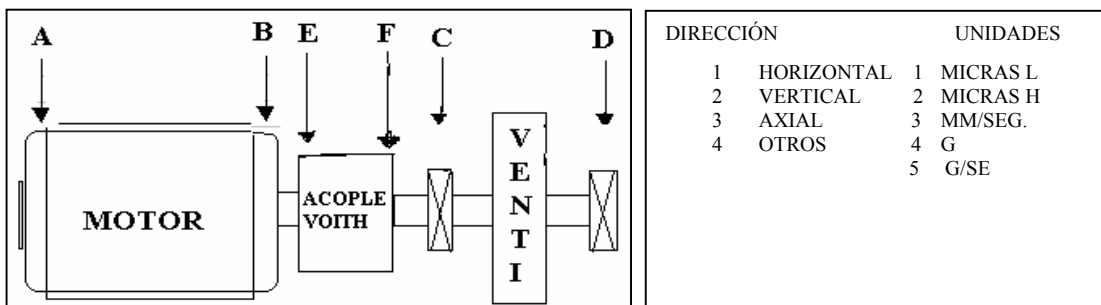 A B E F C D
MOTOR
ACOPLE
VOITH
V
E
N
T
I
DIRECCIÓN UNIDADES
1 HORIZONTAL 1 MICRAS L
2 VERTICAL 2 MICRAS H
3 AXIAL 3 MM/SEG.
4 OTROS 4 G
5 G/SE